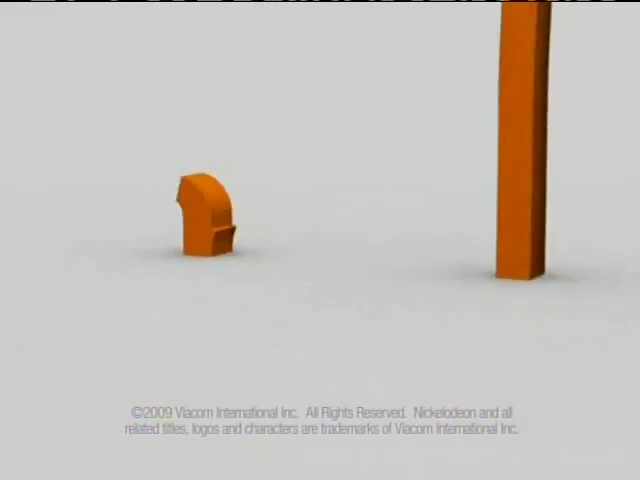 ©2009 Viacom International Inc. All Rights Reserved. Nickelodeon and all
related titles, logos and characters are trademarks of Viacom International Inc.